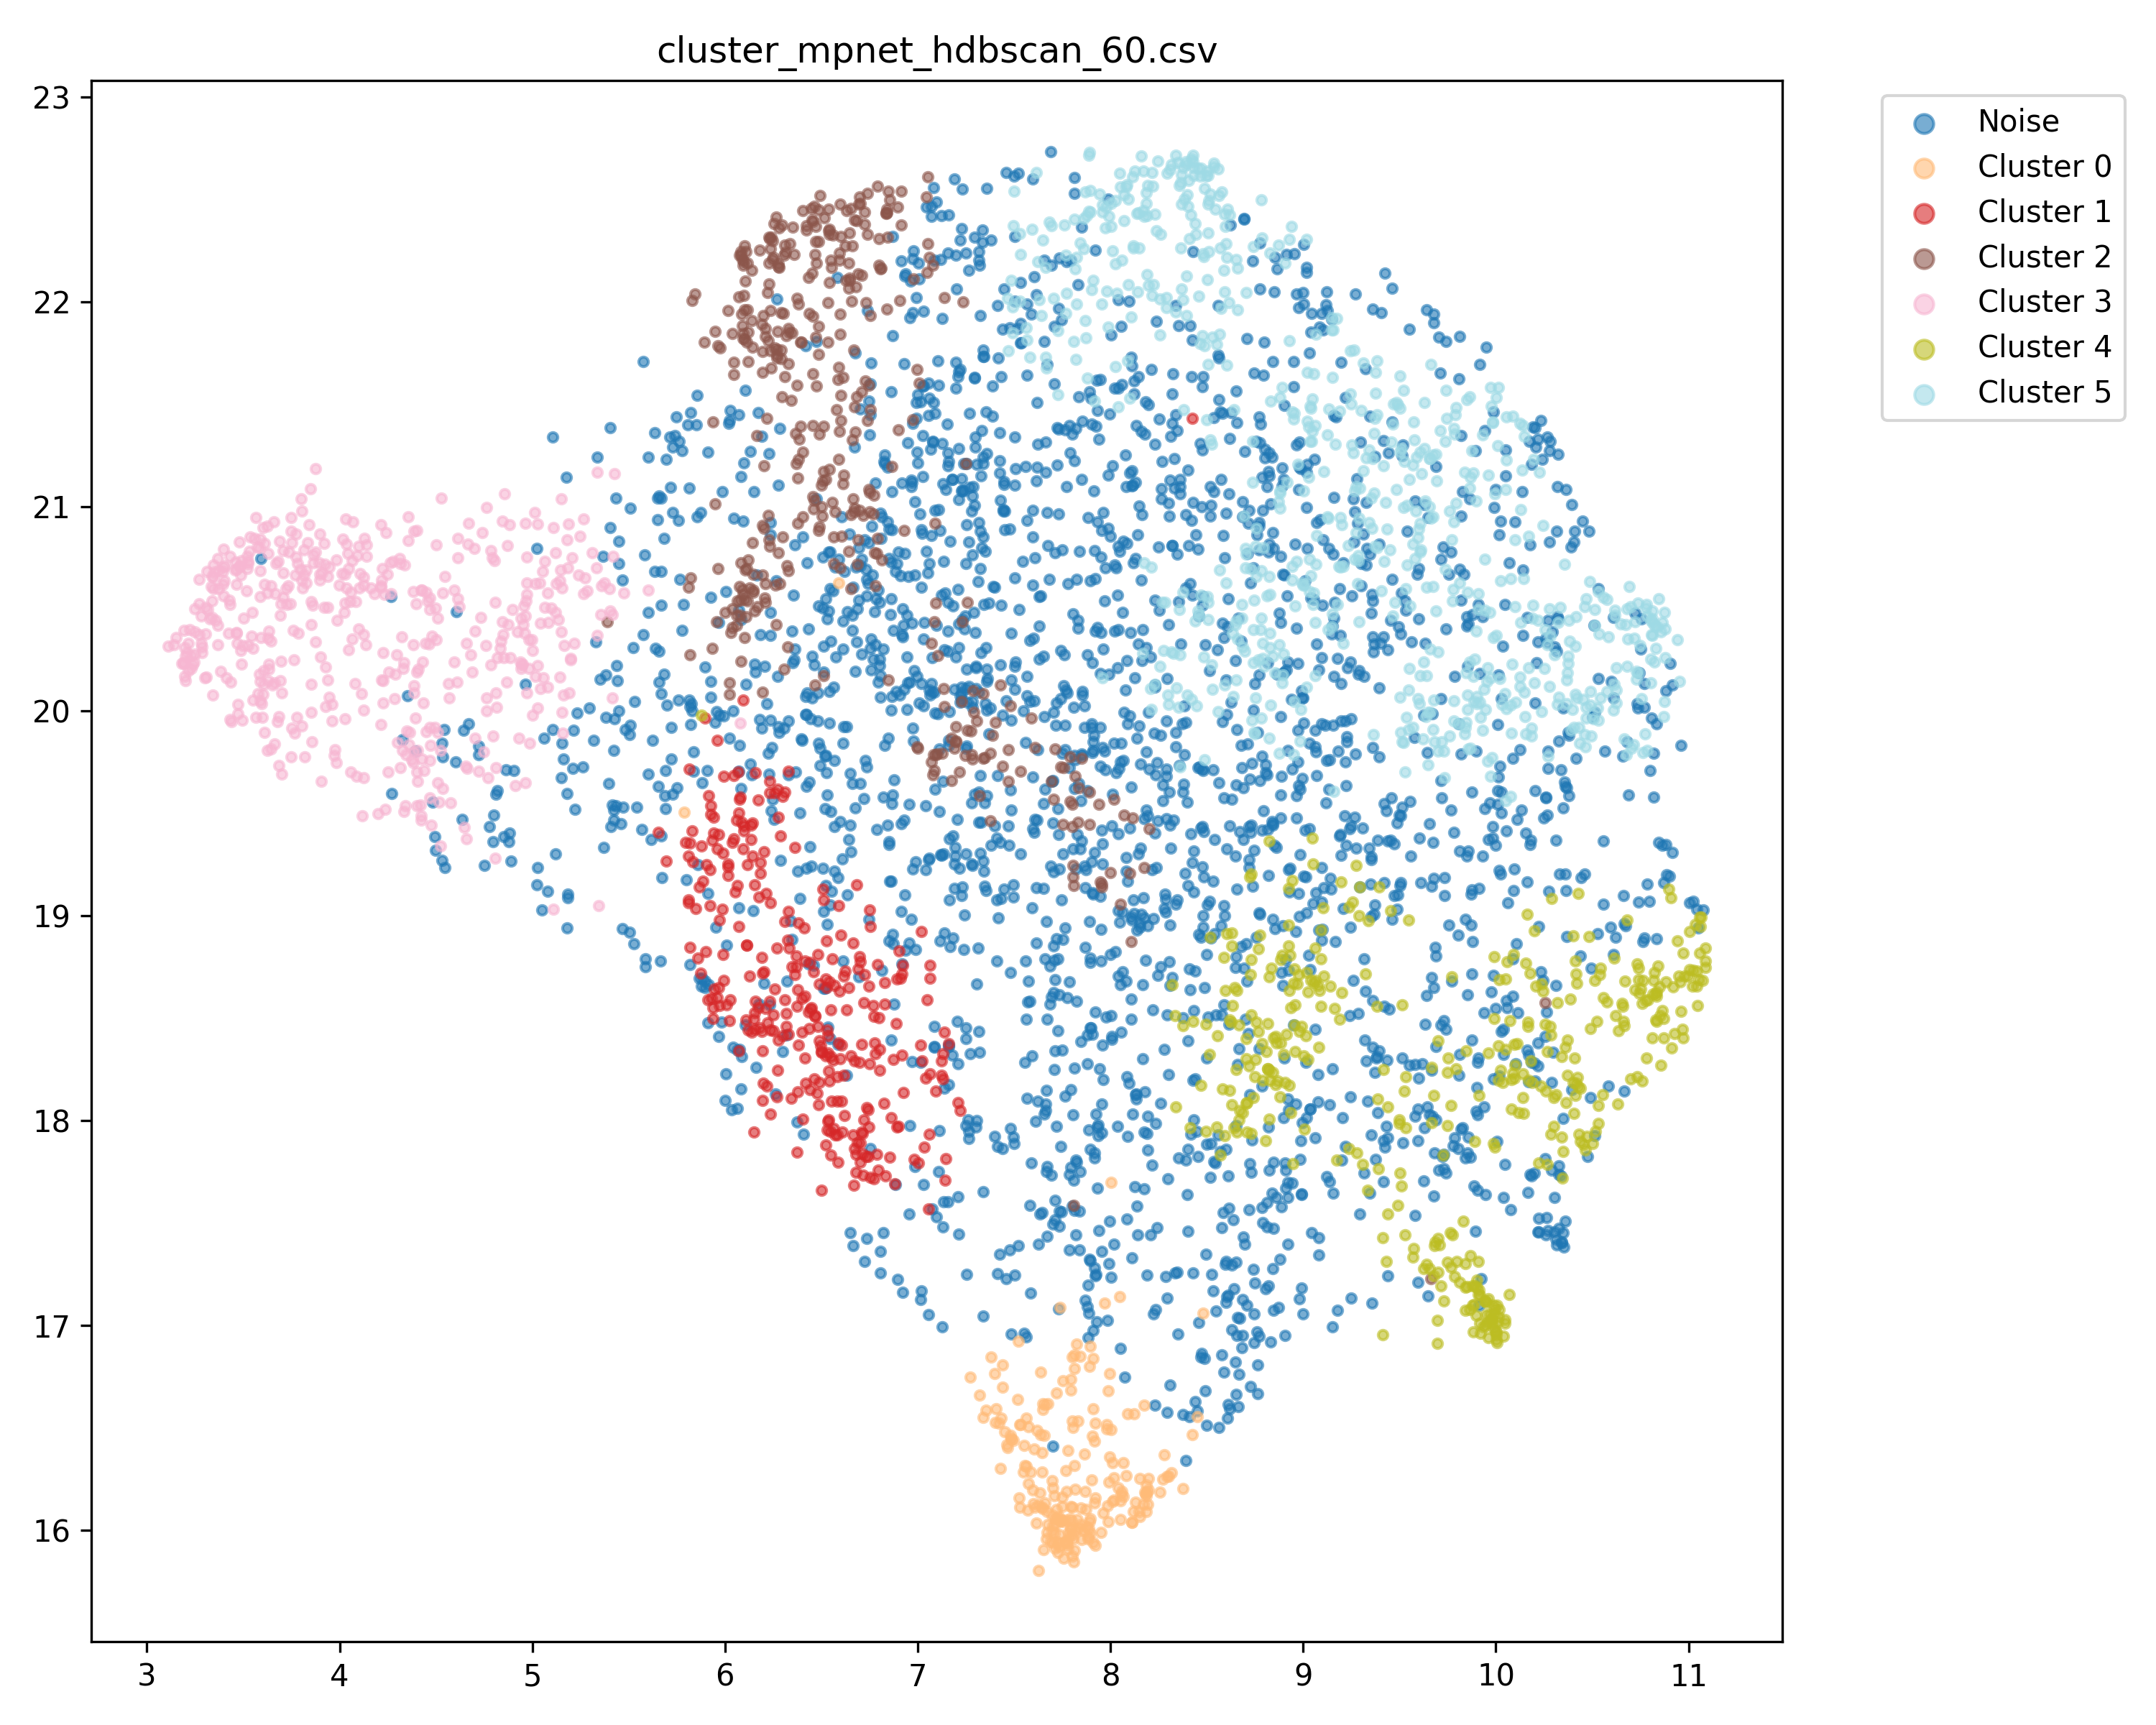 cluster_mpnet_hdbscan_60.csv
23
22
21
20
19
18
17
16
3 4 5 6 7 8 9 10 11
Noise
Cluster 0
Cluster 1
Cluster 2
Cluster 3
Cluster 4
Cluster 5